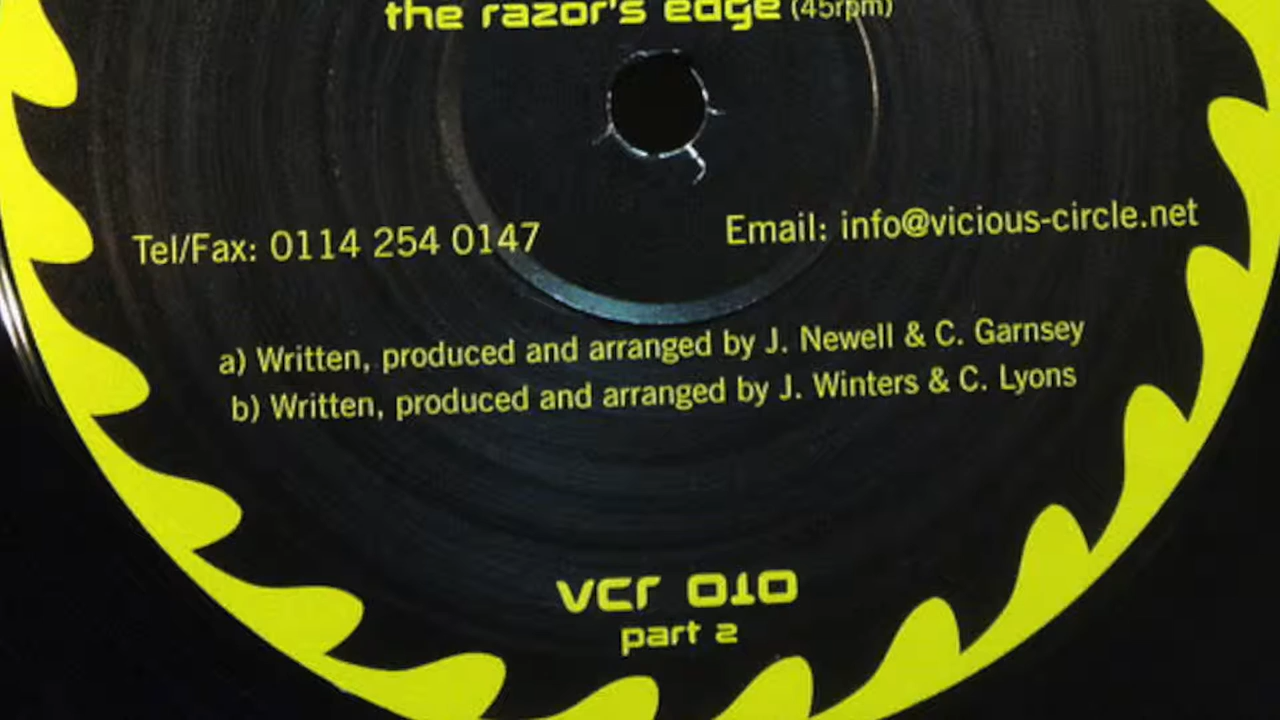 the razor's edge (45rpm)
Tel/Fax: 0114 254 0147
Email: info@vicious-circle.net
a) Written, produced and arranged by J. Newell & C. Garnsey
b) Written, produced and arranged by J. Winters & C. Lyons
vcr 010
part 2